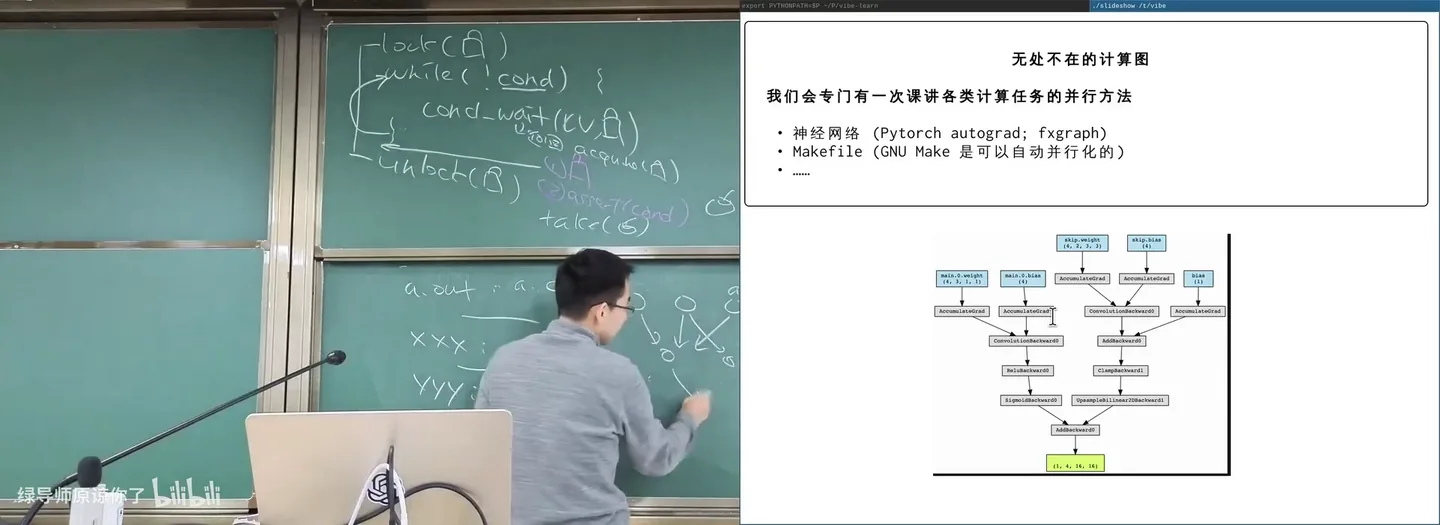 lock(
while( ! cond) {
cond_wait(cv,
}
acquire(
unlock(
(1)
(2) assert(cond)
take(
a.out : a.
XXX :
YYY :
绿导师原谅你了 bilibili
export PYTHONPATH=$P ~/P/vibe-learn
./slideshow /t/vibe
无处不在的计算图
我们会专门有一次课讲各类计算任务的并行方法
• 神经网络 (Pytorch autograd; fxgraph)
• Makefile (GNU Make 是可以自动并行化的)
• ……
skip.weight
(4, 2, 3, 3)
skip.bias
(4)
main.0.weight
(4, 3, 1, 1)
main.0.bias
(4)
AccumulateGrad
AccumulateGrad
bias
(1)
AccumulateGrad
AccumulateGrad
ConvolutionBackward0
AccumulateGrad
ConvolutionBackward0
AddBackward0
ReluBackward0
ClampBackward1
SigmoidBackward0
UpsampleBilinear2DBackward1
AddBackward0
(1, 4, 16, 16)